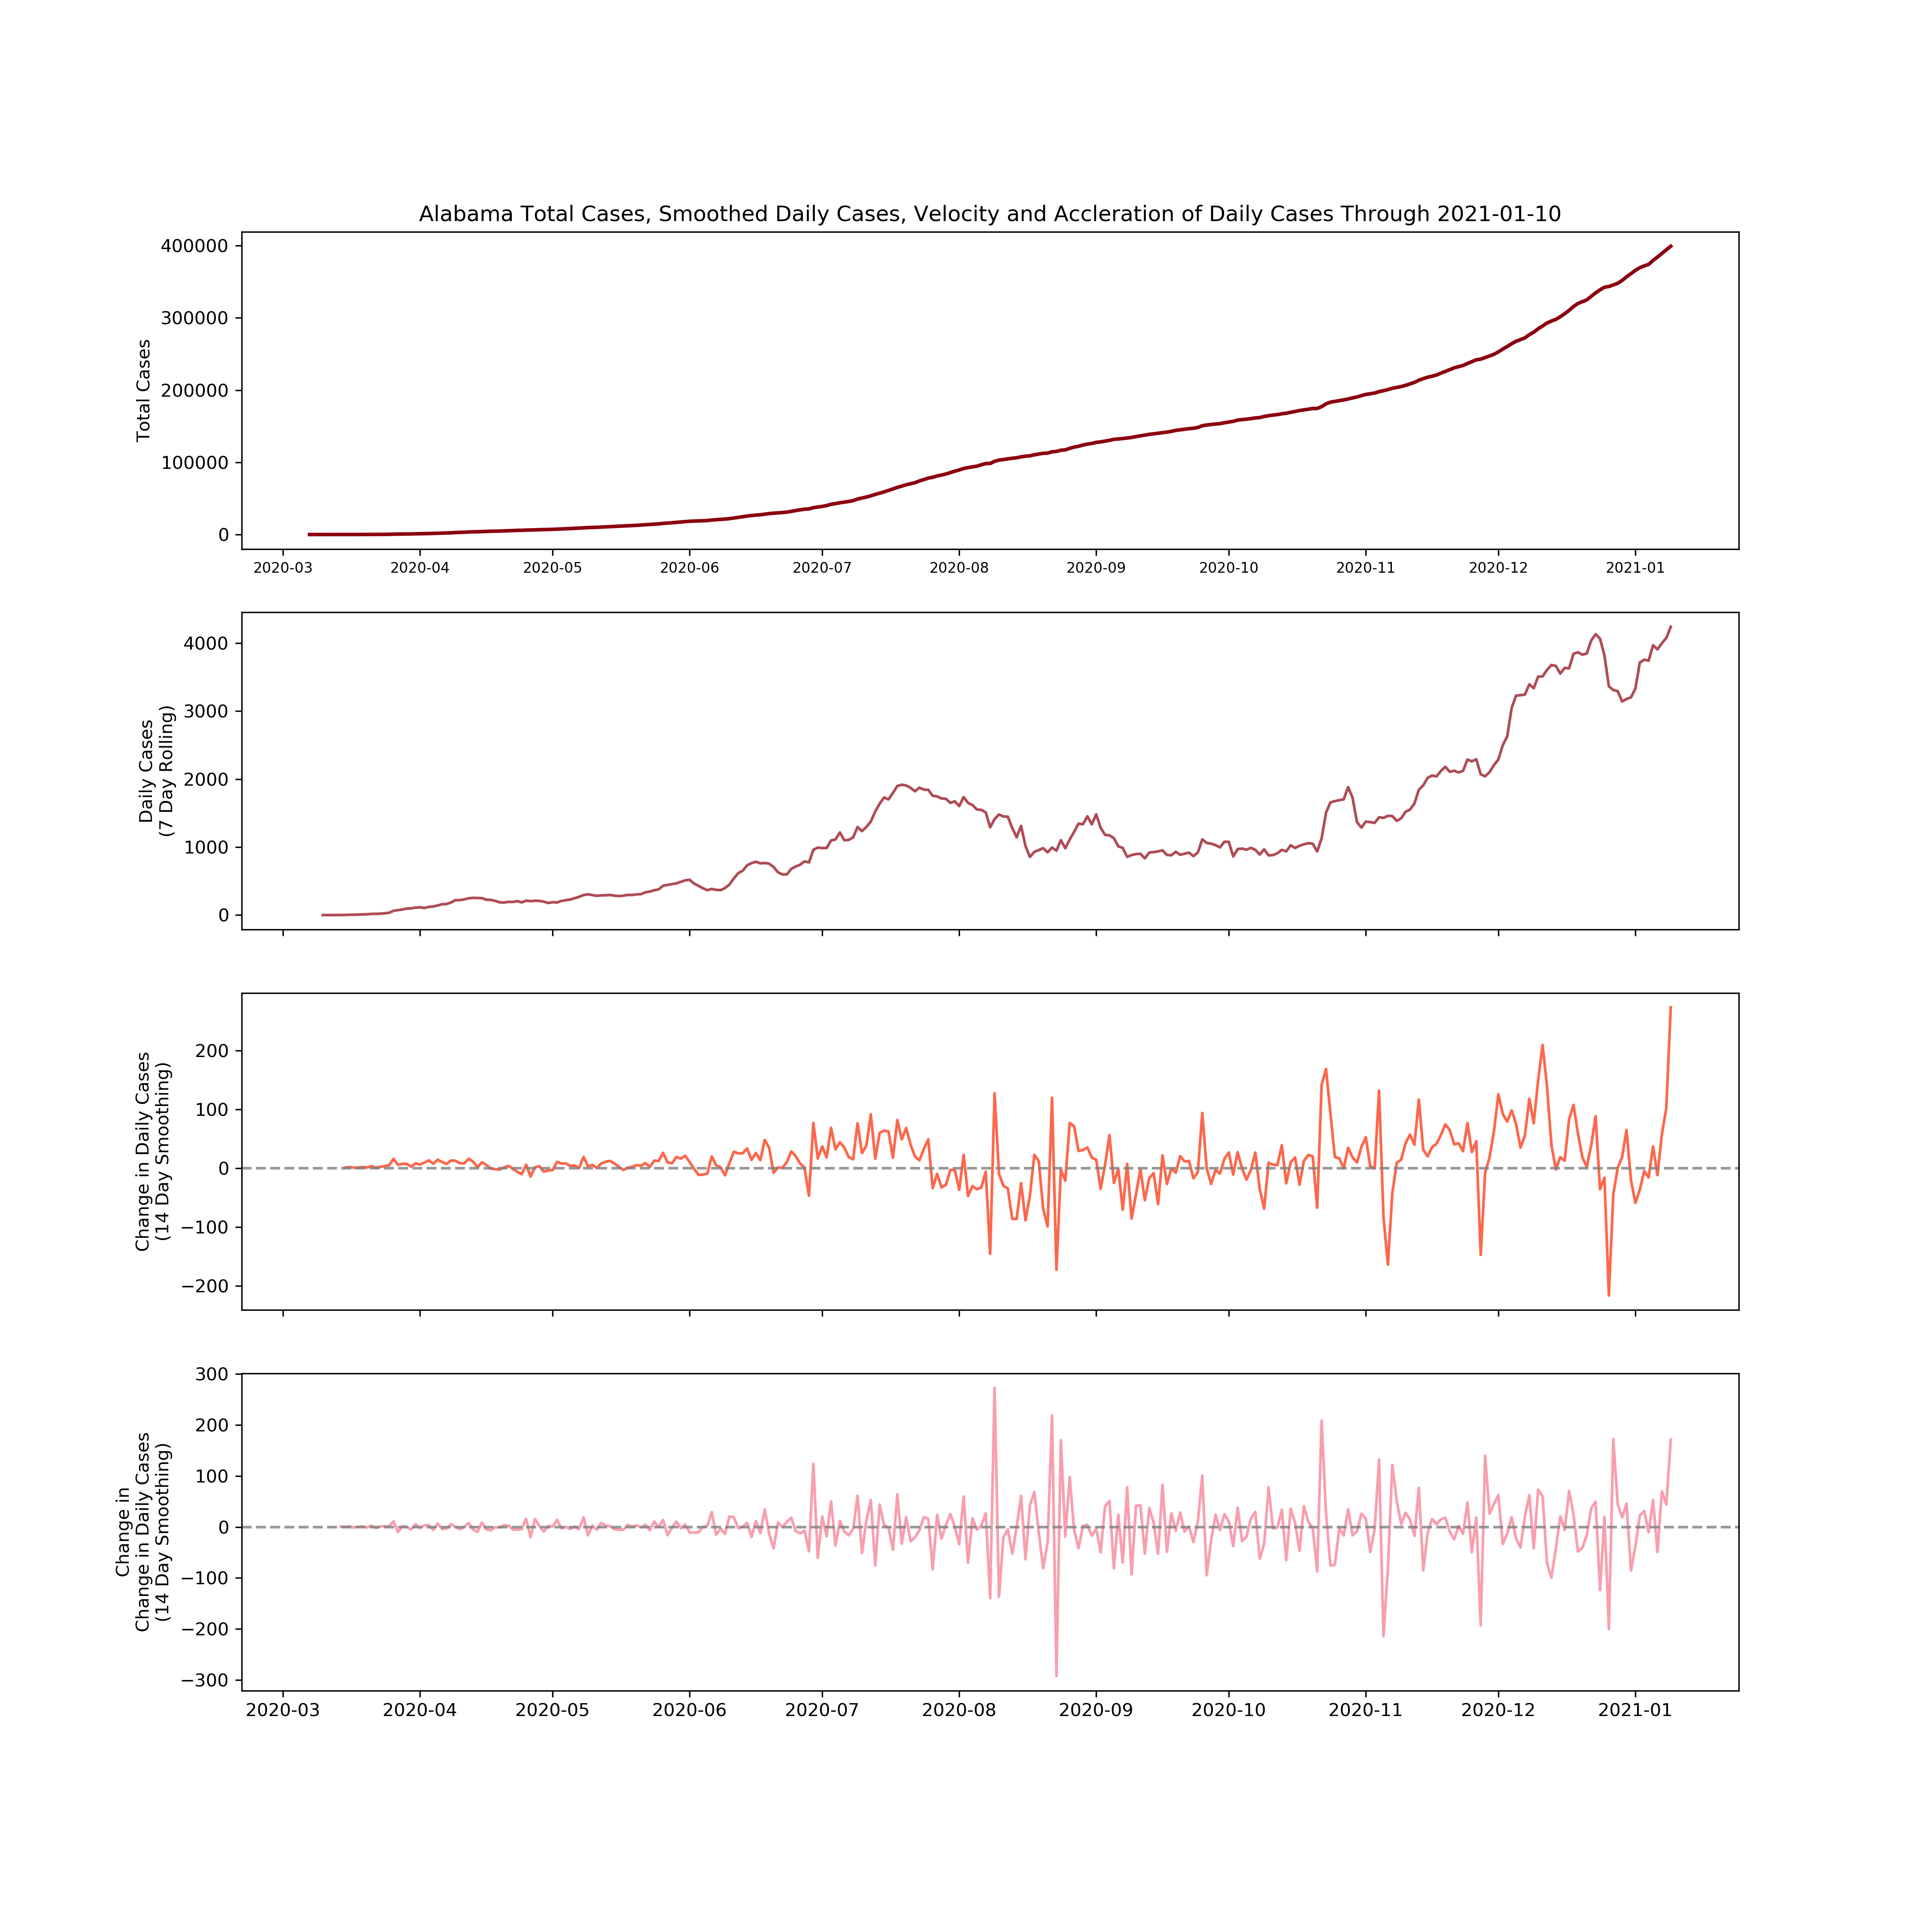 Alabama Total Cases, Smoothed Daily Cases, Velocity and Accleration of Daily Cases Through 2021-01-10
400000
300000
200000
100000
0
Total Cases
2020-03 2020-04 2020-05 2020-06 2020-07 2020-08 2020-09 2020-10 2020-11 2020-12 2021-01
4000
3000
2000
1000
0
Daily Cases
(7 Day Rolling)
200
100
0
−100
−200
Change in Daily Cases
(14 Day Smoothing)
300
200
100
0
−100
−200
−300
Change in
Change in Daily Cases
(14 Day Smoothing)
2020-03 2020-04 2020-05 2020-06 2020-07 2020-08 2020-09 2020-10 2020-11 2020-12 2021-01